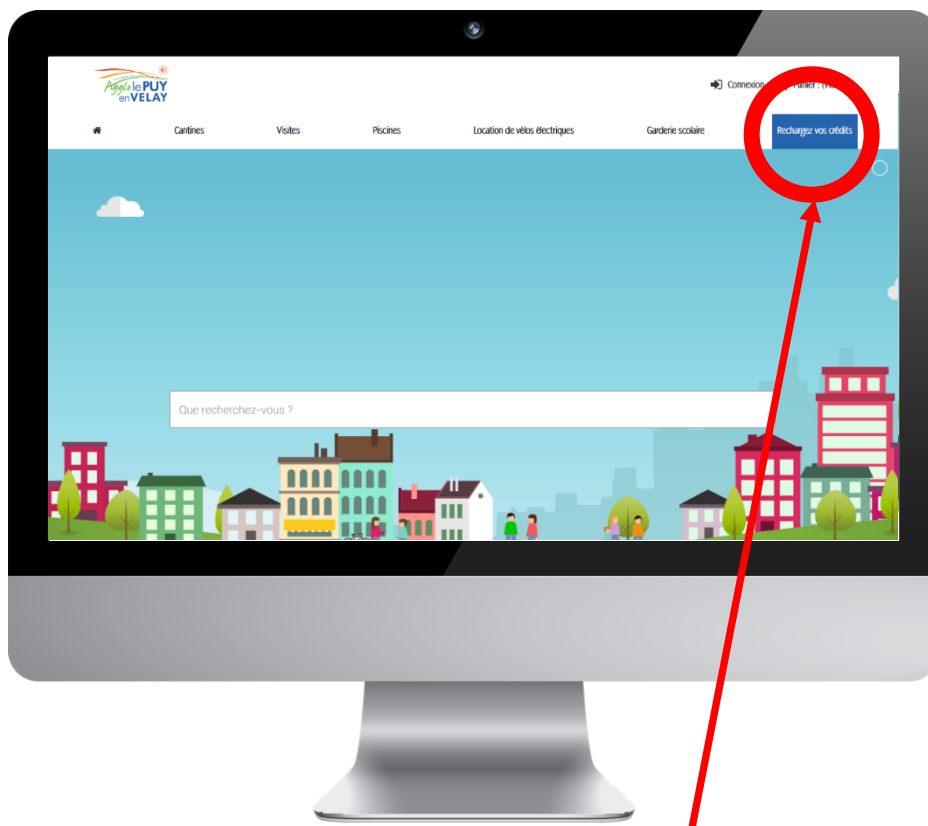 Agglo le PUY
en VELAY
Connexion
Panier : (
Cantines
Visites
Piscines
Location de vélos électriques
Garderie scolaire
Rechargez vos crédits
Que recherchez-vous ?